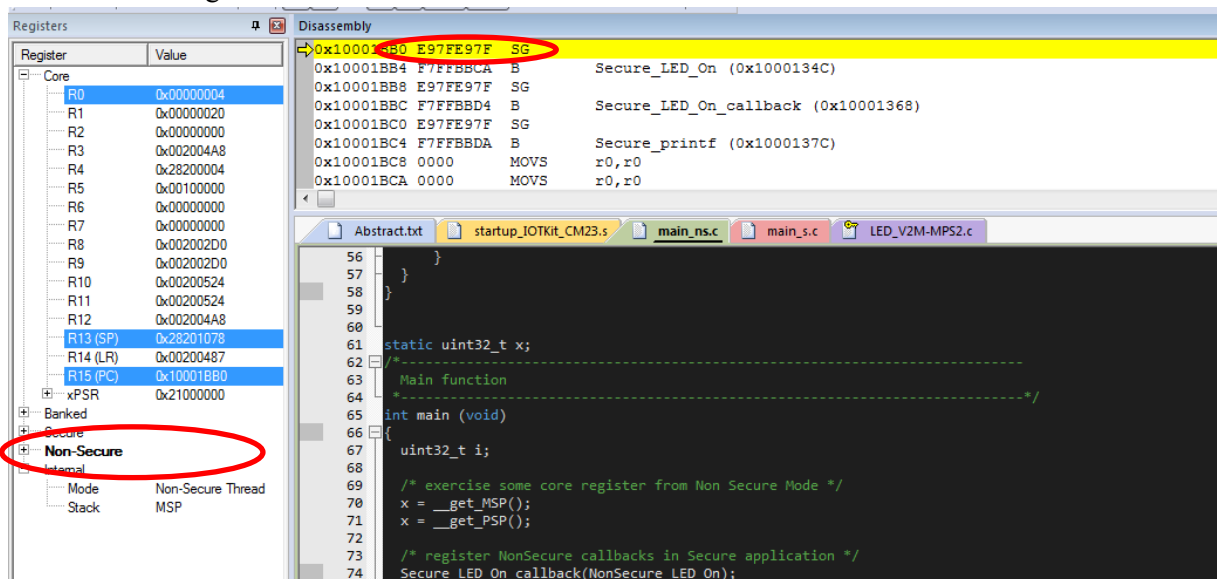 Registers
Register Value
Core
R0 0x00000004
R1 0x00000020
R2 0x00000000
R3 0x002004A8
R4 0x28200004
R5 0x00100000
R6 0x00000000
R7 0x00000000
R8 0x002002D0
R9 0x002002D0
R10 0x00200524
R11 0x00200524
R12 0x002004A8
R13 (SP) 0x28201078
R14 (LR) 0x00200487
R15 (PC) 0x10001BB0
xPSR 0x21000000
Banked
Secure
Non-Secure
Internal
Mode Non-Secure Thread
Stack MSP
Disassembly
0x10001BB0 E97FE97F SG
0x10001BB4 F7FFBBCA B Secure_LED_On (0x1000134C)
0x10001BB8 E97FE97F SG
0x10001BBC F7FFBBD4 B Secure_LED_On_callback (0x10001368)
0x10001BC0 E97FE97F SG
0x10001BC4 F7FFBBDA B Secure_printf (0x1000137C)
0x10001BC8 0000 MOVS r0,r0
0x10001BCA 0000 MOVS r0,r0
Abstract.txt startup_IOTKit_CM23.s main_ns.c main_s.c LED_V2M-MPS2.c
56 }
57 }
58 }
59
60
61 static uint32_t x;
62 /*----------------------------------------------------------------------------
63 Main function
64 *----------------------------------------------------------------------------*/
65 int main (void)
66 {
67 uint32_t i;
68
69 /* exercise some core register from Non Secure Mode */
70 x = __get_MSP();
71 x = __get_PSP();
72
73 /* register NonSecure callbacks in Secure application */
74 Secure_LED_On_callback(NonSecure_LED_On);